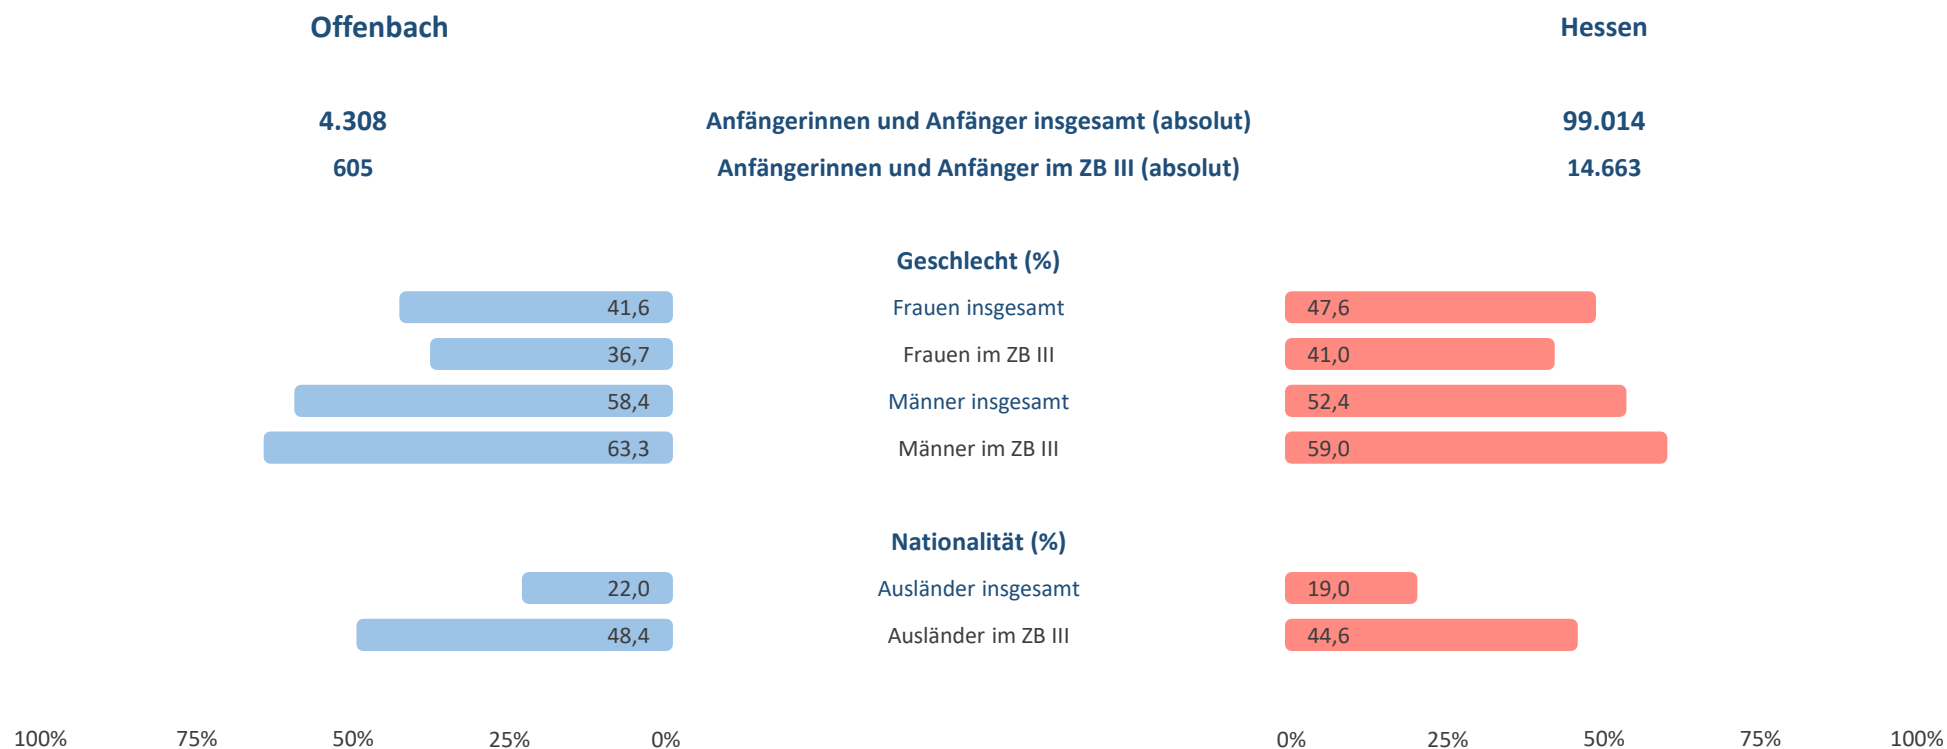 Offenbach Hessen
4.308 Anfängerinnen und Anfänger insgesamt (absolut) 99.014
605 Anfängerinnen und Anfänger im ZB III (absolut) 14.663
Geschlecht (%)
41,6 Frauen insgesamt 47,6
36,7 Frauen im ZB III 41,0
58,4 Männer insgesamt 52,4
63,3 Männer im ZB III 59,0
Nationalität (%)
22,0 Ausländer insgesamt 19,0
48,4 Ausländer im ZB III 44,6
100% 75% 50% 25% 0% 0% 25% 50% 75% 100%